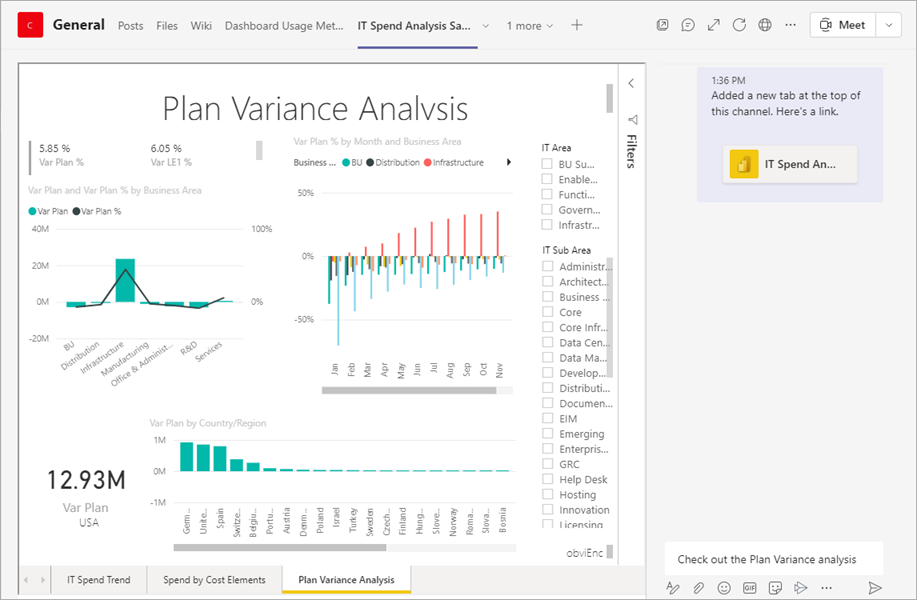 C General Posts Files Wiki Dashboard Usage Met... IT Spend Analysis Sa... 1 more Meet
Plan Variance Analysis
5.85 %
Var Plan %
6.05 %
Var LE1 %
Var Plan and Var Plan % by Business Area
Var Plan Var Plan %
40M
20M
0M
-20M
100%
0%
BU
Distribution
Infrastructure
Manufacturing
Office & Administ...
R&D
Services
Var Plan % by Month and Business Area
Business ... BU Distribution Infrastructure
50%
0%
-50%
Jan
Feb
Mar
Apr
May
Jun
Jul
Aug
Sep
Oct
Nov
Var Plan by Country/Region
1M
0M
-1M
Germ...
Unite...
Spain
Switze...
Belgiu...
Portu...
Austria
Denm...
Poland
Israel
Turkey
Sweden
Czech...
Finland
Hung...
Slove...
Norway
Roma...
Slova...
Bosnia
12.93M
Var Plan
USA
IT Area
BU Su...
Enable...
Functi...
Govern...
Infrastr...
IT Sub Area
Administr...
Architect...
Business ...
Core
Core Infr...
Data Cen...
Data Ma...
Develop...
Distributi...
Documen...
EIM
Emerging
Enterpris...
GRC
Help Desk
Hosting
Innovation
Licensing
obviEnc
Filters
IT Spend Trend Spend by Cost Elements Plan Variance Analysis
1:36 PM
Added a new tab at the top of
this channel. Here's a link.
IT Spend An...
Check out the Plan Variance analysis
GIF